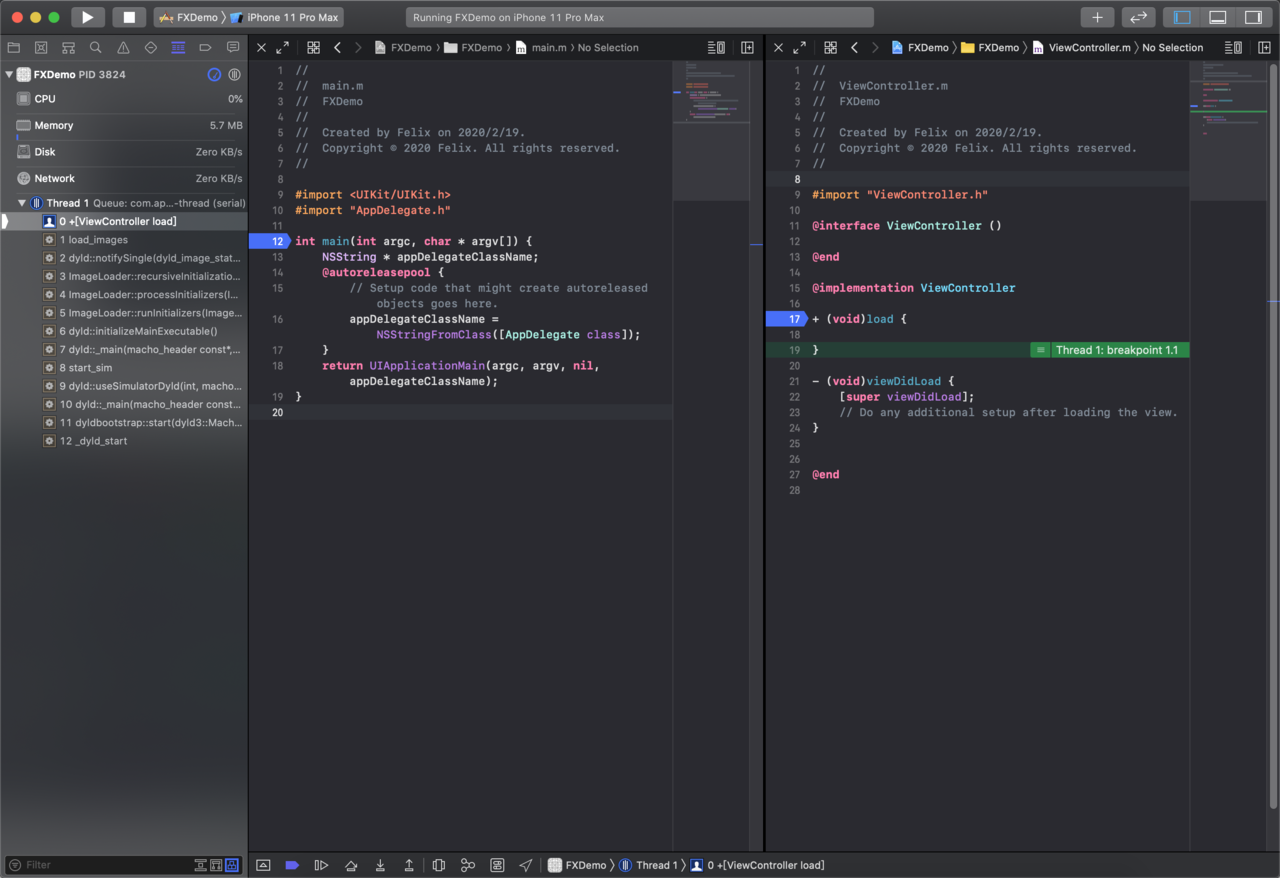 FXDemo 〉 iPhone 11 Pro Max
Running FXDemo on iPhone 11 Pro Max
FXDemo PID 3824
CPU 0%
Memory 5.7 MB
Disk Zero KB/s
Network Zero KB/s
Thread 1 Queue: com.ap...-thread (serial)
0 +[ViewController load]
1 load_images
2 dyld::notifySingle(dyld_image_stat...
3 ImageLoader::recursiveInitializatio...
4 ImageLoader::processInitializers(I...
5 ImageLoader::runInitializers(Image...
6 dyld::initializeMainExecutable()
7 dyld::_main(macho_header const*,...
8 start_sim
9 dyld::useSimulatorDyld(int, macho...
10 dyld::_main(macho_header const...
11 dyldbootstrap::start(dyld3::Mach...
12 _dyld_start
Filter
FXDemo 〉 FXDemo 〉 main.m 〉 No Selection
1 //
2 //  main.m
3 //  FXDemo
4 //
5 //  Created by Felix on 2020/2/19.
6 //  Copyright © 2020 Felix. All rights reserved.
7 //
8
9 #import <UIKit/UIKit.h>
10 #import "AppDelegate.h"
11
12 int main(int argc, char * argv[]) {
13     NSString * appDelegateClassName;
14     @autoreleasepool {
15         // Setup code that might create autoreleased
objects goes here.
16         appDelegateClassName =
NSStringFromClass([AppDelegate class]);
17     }
18     return UIApplicationMain(argc, argv, nil,
appDelegateClassName);
19 }
20
FXDemo 〉 FXDemo 〉 ViewController.m 〉 No Selection
1 //
2 //  ViewController.m
3 //  FXDemo
4 //
5 //  Created by Felix on 2020/2/19.
6 //  Copyright © 2020 Felix. All rights reserved.
7 //
8
9 #import "ViewController.h"
10
11 @interface ViewController ()
12
13 @end
14
15 @implementation ViewController
16
17 + (void)load {
18
19 } Thread 1: breakpoint 1.1
20
21 - (void)viewDidLoad {
22     [super viewDidLoad];
23     // Do any additional setup after loading the view.
24 }
25
26
27 @end
28
FXDemo 〉 Thread 1 〉 0 +[ViewController load]